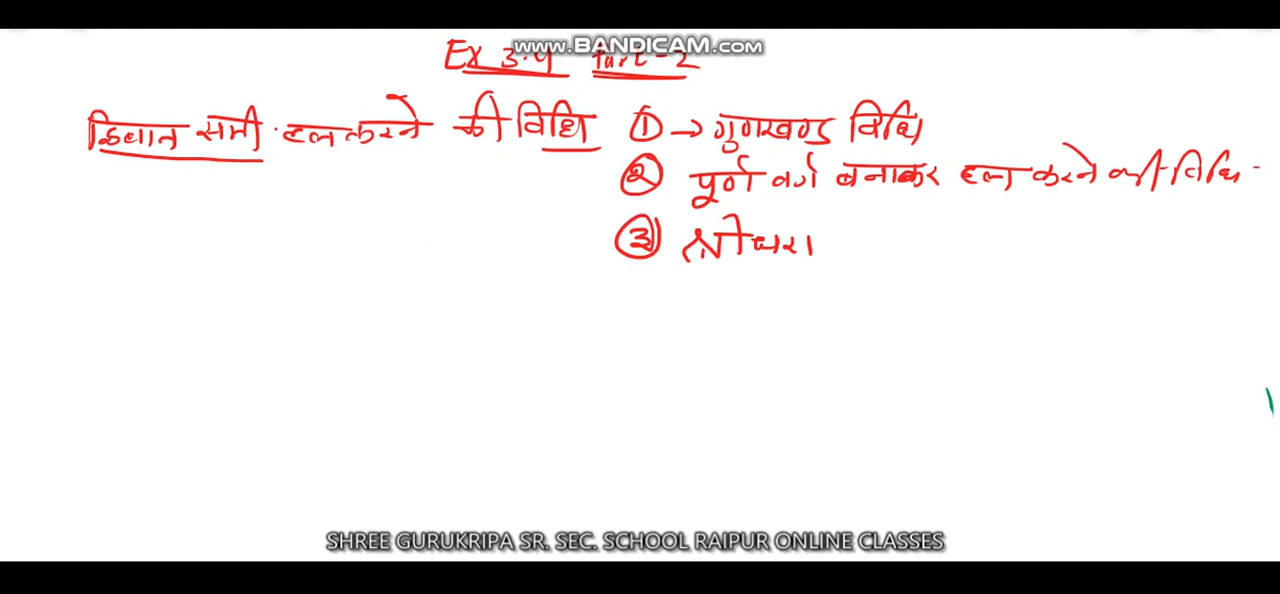 www.BANDICAM.com
Ex 3.4 Part-2
द्विघात समी. हल करने की विधि ① → गुणखण्ड विधि
② पूर्ण वर्ग बनाकर हल करने की विधि -
③ श्रीधरा
SHREE GURUKRIPA SR. SEC. SCHOOL RAIPUR ONLINE CLASSES